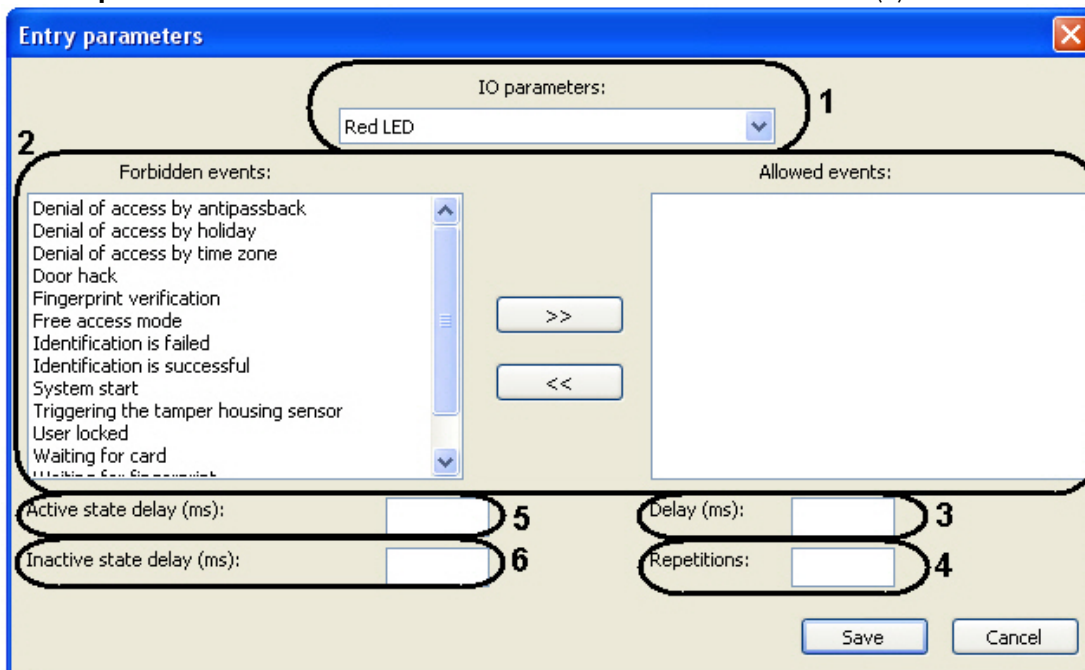 Entry parameters
IO parameters:
1
Red LED
2
Forbidden events:
Allowed events:
Denial of access by antipassback
Denial of access by holiday
Denial of access by time zone
Door hack
Fingerprint verification
Free access mode
Identification is failed
Identification is successful
System start
Triggering the tamper housing sensor
User locked
Waiting for card
>>
<<
Active state delay (ms):
5
Delay (ms):
3
Inactive state delay (ms):
6
Repetitions:
4
Save
Cancel